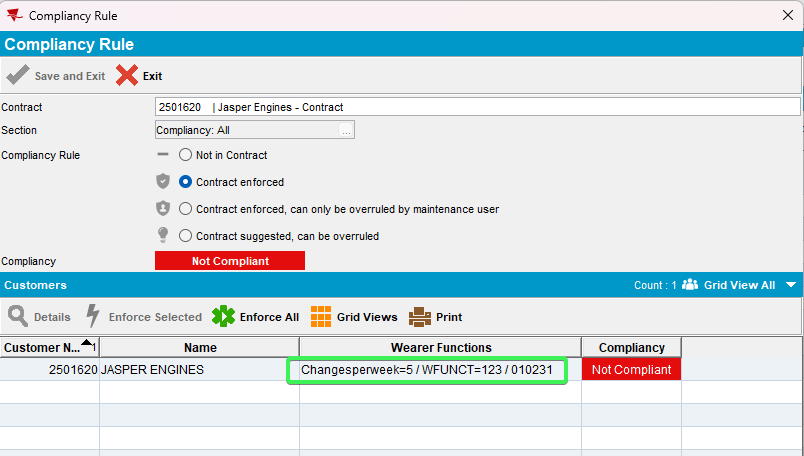 Compliancy Rule
Compliancy Rule
Save and Exit Exit
Contract 2501620 | Jasper Engines - Contract
Section Compliancy: All ...
Compliancy Rule Not in Contract
Contract enforced
Contract enforced, can only be overruled by maintenance user
Contract suggested, can be overruled
Compliancy Not Compliant
Customers Count : 1 Grid View All
Details Enforce Selected Enforce All Grid Views Print
Customer N... 1 Name Wearer Functions Compliancy
2501620 JASPER ENGINES Changesperweek=5 / WFUNCT=123 / 010231 Not Compliant